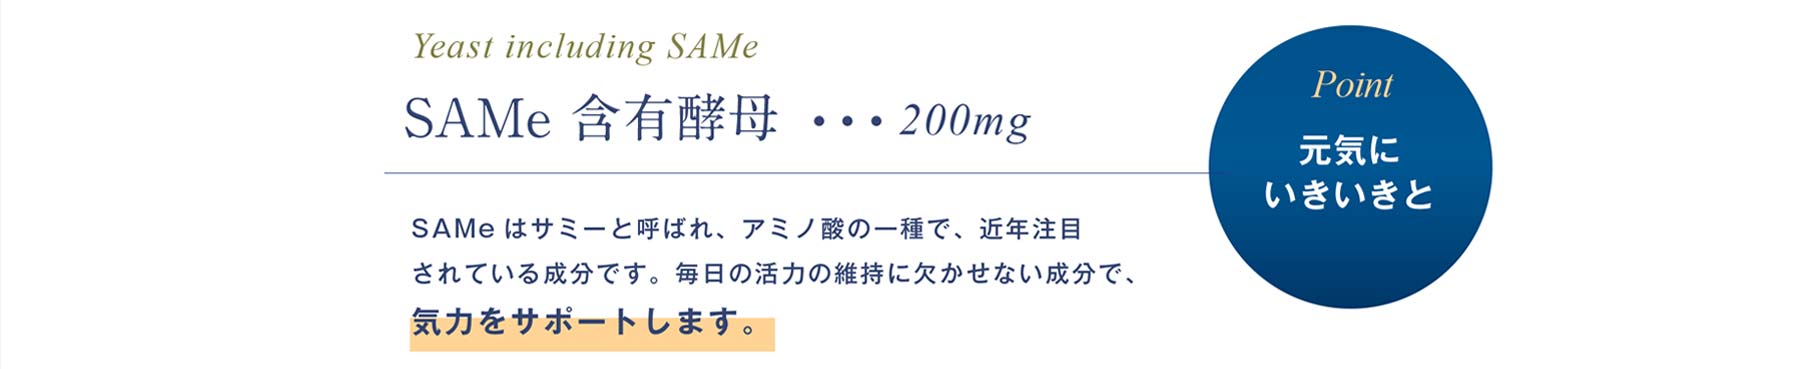 Yeast including SAMe
SAMe 含有酵母 ･･･200mg
SAMe はサミーと呼ばれ、アミノ酸の一種で、近年注目
されている成分です。毎日の活力の維持に欠かせない成分で、
気力をサポートします。
Point
元気に
いきいきと